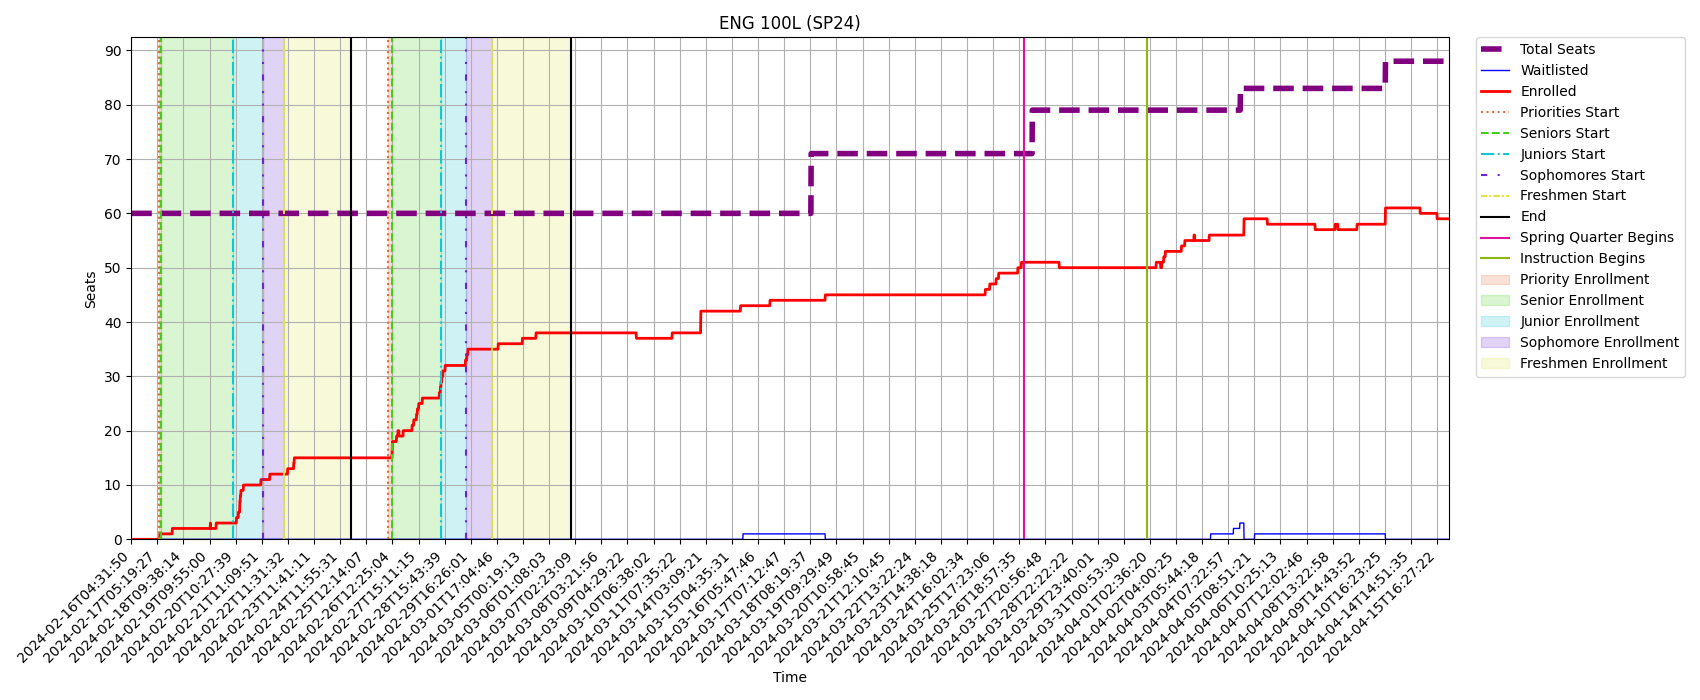 ENG 100L (SP24)
Seats
90
80
70
60
50
40
30
20
10
0
2024-02-16T04:31:50
2024-02-17T05:19:27
2024-02-18T09:38:14
2024-02-19T09:55:00
2024-02-20T10:27:39
2024-02-21T11:09:51
2024-02-22T11:31:32
2024-02-23T11:41:11
2024-02-24T11:55:31
2024-02-25T12:14:07
2024-02-26T12:25:04
2024-02-27T15:11:15
2024-02-28T15:43:39
2024-02-29T16:26:01
2024-03-01T17:04:46
2024-03-05T00:19:13
2024-03-06T01:08:03
2024-03-07T02:23:09
2024-03-08T03:21:56
2024-03-09T04:29:22
2024-03-10T06:38:02
2024-03-11T07:35:22
2024-03-14T03:09:21
2024-03-15T04:35:31
2024-03-16T05:47:46
2024-03-17T07:12:47
2024-03-18T08:19:37
2024-03-19T09:29:49
2024-03-20T10:58:45
2024-03-21T12:10:45
2024-03-22T13:22:24
2024-03-23T14:38:18
2024-03-24T16:02:34
2024-03-25T17:23:06
2024-03-26T18:57:35
2024-03-27T20:56:48
2024-03-28T22:22:22
2024-03-29T23:40:01
2024-03-31T00:53:30
2024-04-01T02:36:20
2024-04-02T04:00:25
2024-04-03T05:44:18
2024-04-04T07:22:57
2024-04-05T08:51:21
2024-04-06T10:25:13
2024-04-07T12:02:46
2024-04-08T13:22:58
2024-04-09T14:43:52
2024-04-10T16:23:25
2024-04-14T14:51:35
2024-04-15T16:27:22
Time
Total Seats
Waitlisted
Enrolled
Priorities Start
Seniors Start
Juniors Start
Sophomores Start
Freshmen Start
End
Spring Quarter Begins
Instruction Begins
Priority Enrollment
Senior Enrollment
Junior Enrollment
Sophomore Enrollment
Freshmen Enrollment